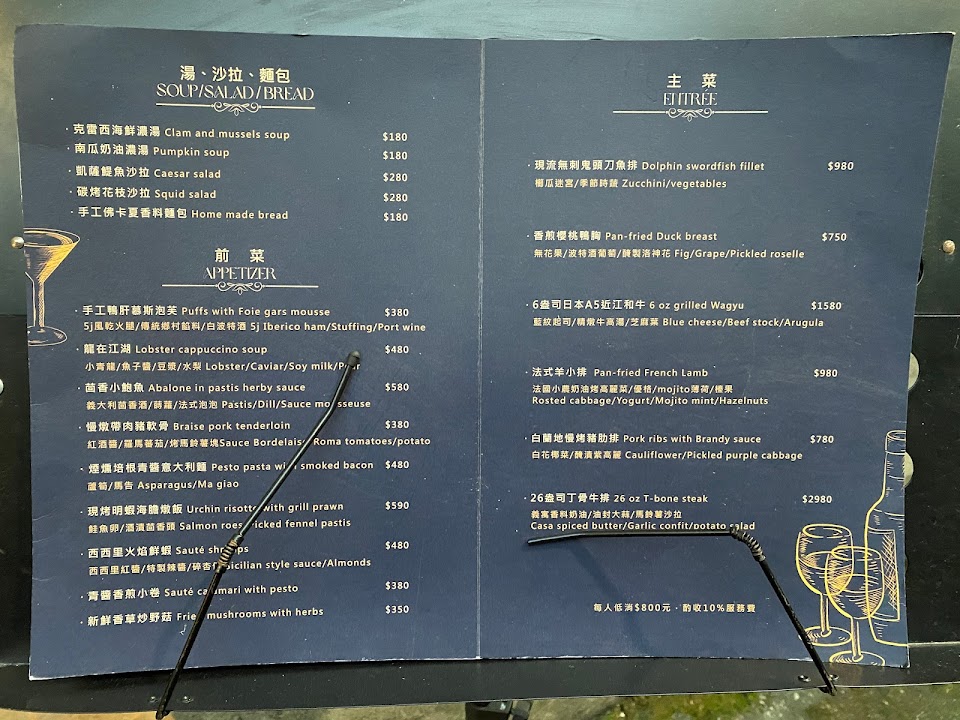 湯、沙拉、麵包
SOUP/SALAD/BREAD
·克雷西海鮮濃湯 Clam and mussels soup $180
·南瓜奶油濃湯 Pumpkin soup $180
·凱薩鯷魚沙拉 Caesar salad $280
·碳烤花枝沙拉 Squid salad $280
·手工佛卡夏香料麵包 Home made bread $180
前 菜
APPETIZER
·手工鴨肝慕斯泡芙 Puffs with Foie gars mousse $380
5j風乾火腿/傳統鄉村餡料/白波特酒 5j Iberico ham/Stuffing/Port wine
·龍在江湖 Lobster cappuccino soup $480
小青龍/魚子醬/豆漿/水梨 Lobster/Caviar/Soy milk/
·茴香小鮑魚 Abalone in pastis herby sauce $580
義大利茴香酒/蒔蘿/法式泡泡 Pastis/Dill/Sauce
·慢燉帶肉豬軟骨 Braise pork tenderloin $380
紅酒醬/羅馬蕃茄/烤馬鈴薯塊Sauce Bordelaise Roma tomatoes/potato
·煙燻培根青醬意大利麵 Pesto pasta with smoked bacon $480
蘆筍/馬告 Asparagus/Ma giao
·現烤明蝦海膽燉飯 Urchin risotto with grill prawn $590
鮭魚卵/酒漬茴香頭 Salmon roes fennel pastis
·西西里火焰鮮蝦 Sauté $480
西西里紅醬/特製辣醬/碎杏仁 Sicilian style sauce/Almonds
·青醬香煎小卷 Sauté calamari with pesto $380
·新鮮香草炒野菇 Fried mushrooms with herbs $350
主 菜
ENTRÉE
·現流無刺鬼頭刀魚排 Dolphin swordfish fillet $980
櫛瓜迷宮/季節時蔬 Zucchini/vegetables
·香煎櫻桃鴨胸 Pan-fried Duck breast $750
無花果/波特酒葡萄/醃製洛神花 Fig/Grape/Pickled roselle
·6盎司日本A5近江和牛 6 oz grilled Wagyu $1580
藍紋起司/精燉牛高湯/芝麻葉 Blue cheese/Beef stock/Arugula
·法式羊小排 Pan-fried French Lamb $980
法國小農奶油烤高麗菜/優格/mojito薄荷/榛果
Rosted cabbage/Yogurt/Mojito mint/Hazelnuts
·白蘭地慢烤豬肋排 Pork ribs with Brandy sauce $780
白花椰菜/醃漬紫高麗 Cauliflower/Pickled purple cabbage
·26盎司丁骨牛排 26 oz T-bone steak $2980
義寓香料奶油/油封大蒜/馬鈴薯沙拉
Casa spiced butter/Garlic confit/potato salad
每人低消$800元·酌收10%服務費